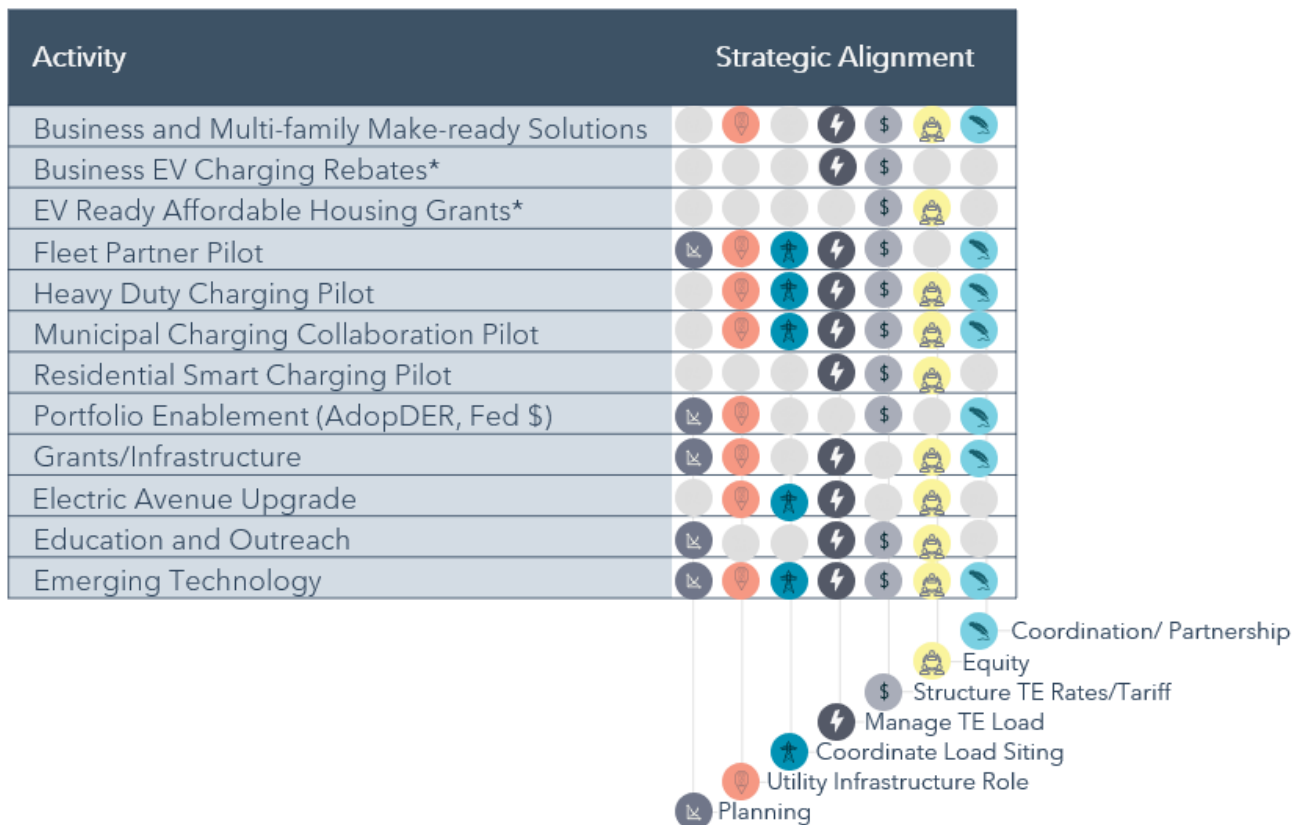 Activity Strategic Alignment
Business and Multi-family Make-ready Solutions $
Business EV Charging Rebates* $
EV Ready Affordable Housing Grants* $
Fleet Partner Pilot $
Heavy Duty Charging Pilot $
Municipal Charging Collaboration Pilot $
Residential Smart Charging Pilot $
Portfolio Enablement (AdopDER, Fed $) $
Grants/Infrastructure
Electric Avenue Upgrade
Education and Outreach $
Emerging Technology $
Coordination/ Partnership
Equity
$ Structure TE Rates/Tariff
Manage TE Load
Coordinate Load Siting
Utility Infrastructure Role
Planning